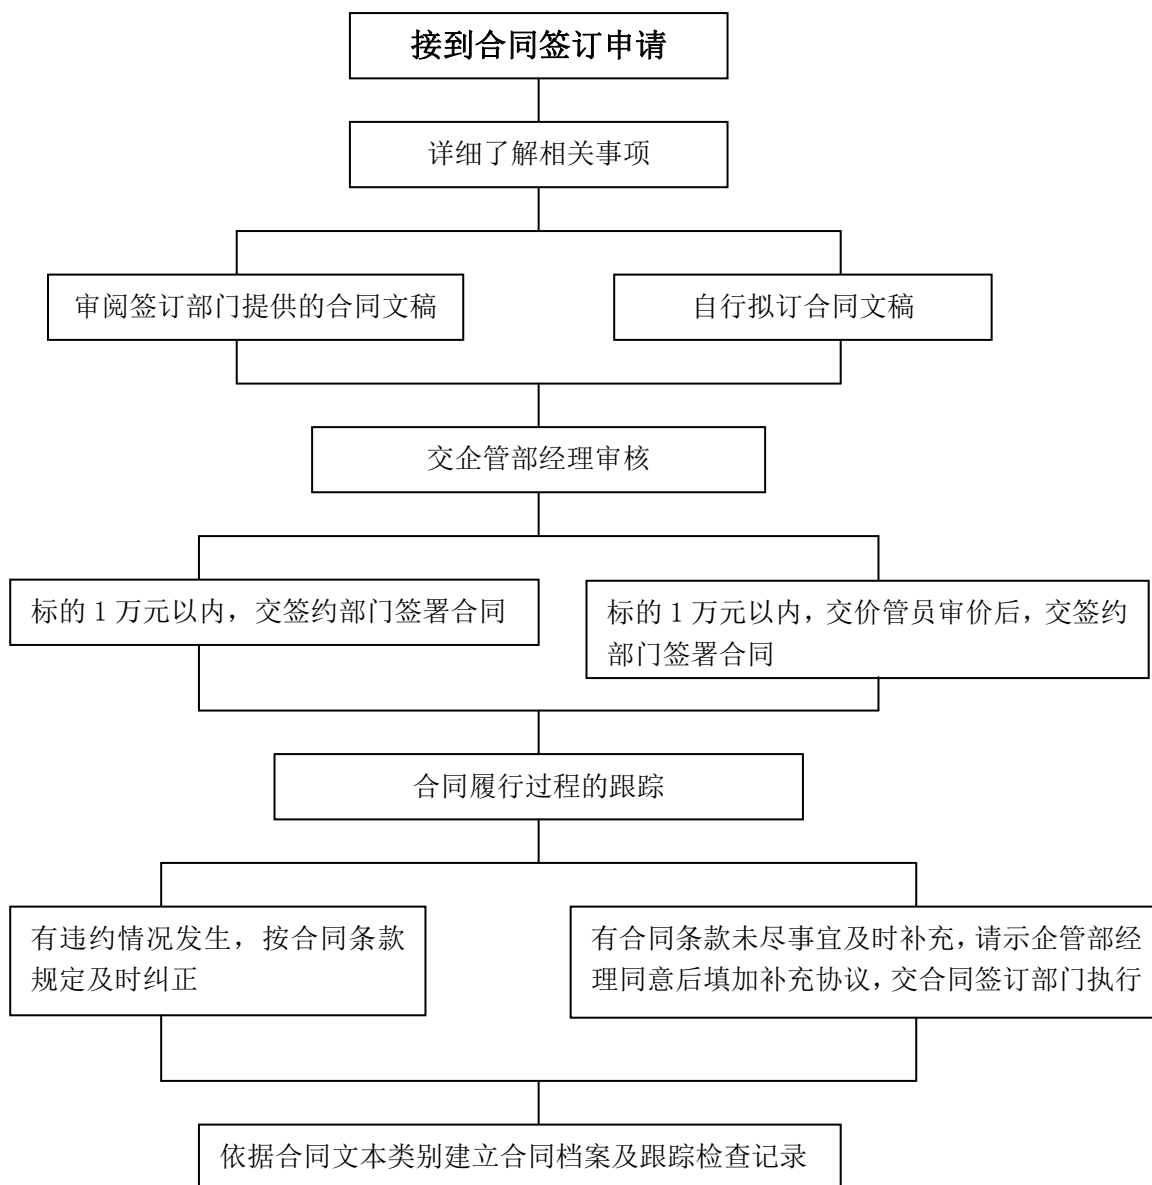 接到合同签订申请
详细了解相关事项
审阅签订部门提供的合同文稿
自行拟订合同文稿
交企管部经理审核
标的 1 万元以内，交签约部门签署合同
标的 1 万元以内，交价管员审价后，交签约
部门签署合同
合同履行过程的跟踪
有违约情况发生，按合同条款
规定及时纠正
有合同条款未尽事宜及时补充，请示企管部经
理同意后填加补充协议，交合同签订部门执行
依据合同文本类别建立合同档案及跟踪检查记录